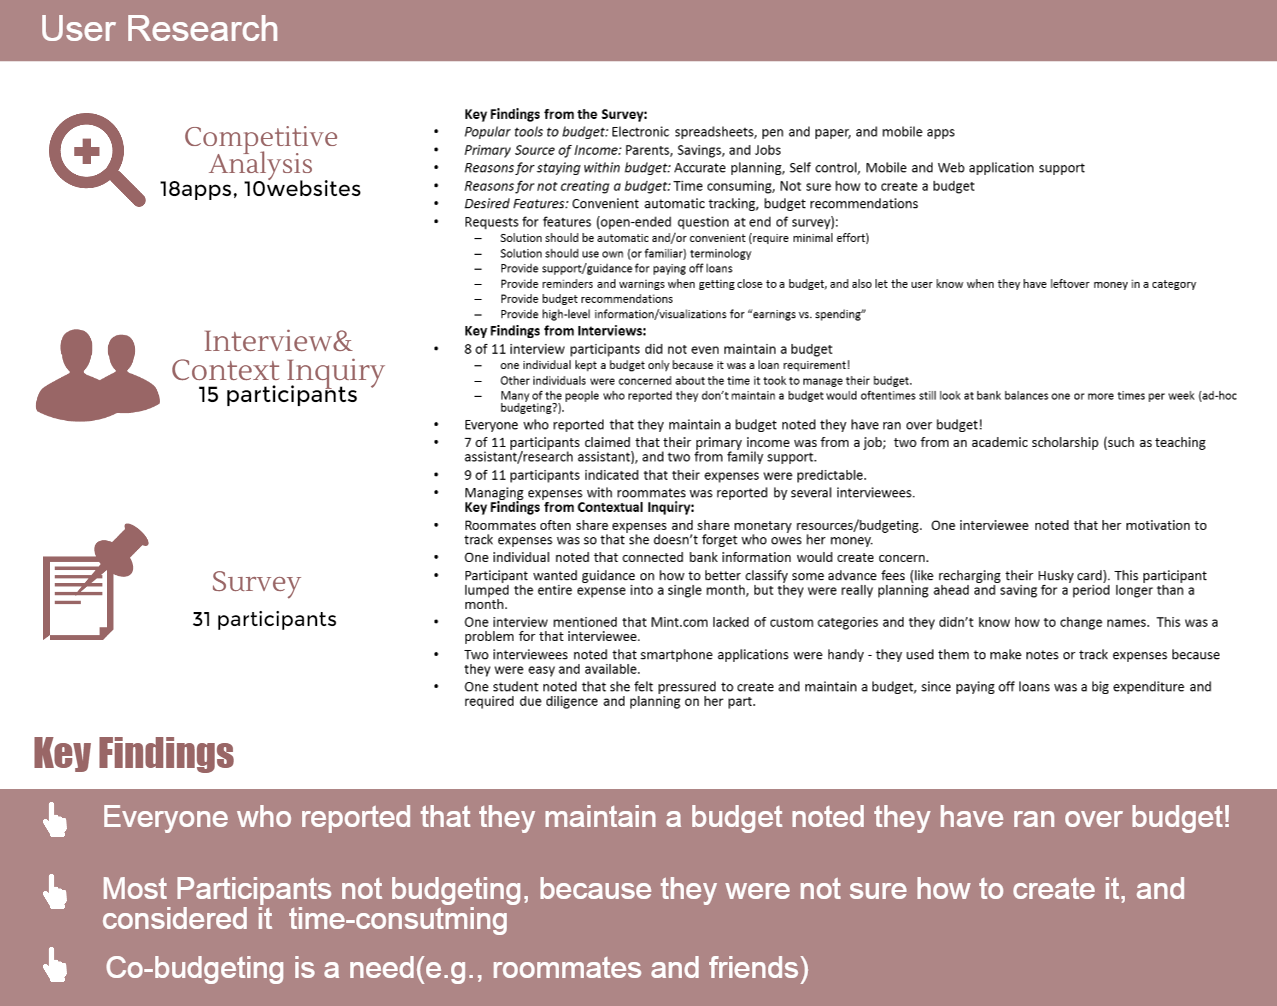 User Research
Competitive
Analysis
18apps, 10websites
Interview&
Context Inquiry
15 participants
Survey
31 participants
Key Findings from the Survey:
• Popular tools to budget: Electronic spreadsheets, pen and paper, and mobile apps
• Primary Source of Income: Parents, Savings, and Jobs
• Reasons for staying within budget: Accurate planning, Self control, Mobile and Web application support
• Reasons for not creating a budget: Time consuming, Not sure how to create a budget
• Desired Features: Convenient automatic tracking, budget recommendations
• Requests for features (open-ended question at end of survey):
– Solution should be automatic and/or convenient (require minimal effort)
– Solution should use own (or familiar) terminology
– Provide support/guidance for paying off loans
– Provide reminders and warnings when getting close to a budget, and also let the user know when they have leftover money in a category
– Provide budget recommendations
– Provide high-level information/visualizations for “earnings vs. spending”
Key Findings from Interviews:
• 8 of 11 interview participants did not even maintain a budget
– one individual kept a budget only because it was a loan requirement!
– Other individuals were concerned about the time it took to manage their budget.
– Many of the people who reported they don’t maintain a budget would oftentimes still look at bank balances one or more times per week (ad-hoc
budgeting?).
• Everyone who reported that they maintain a budget noted they have ran over budget!
• 7 of 11 participants claimed that their primary income was from a job; two from an academic scholarship (such as teaching
assistant/research assistant), and two from family support.
• 9 of 11 participants indicated that their expenses were predictable.
• Managing expenses with roommates was reported by several interviewees.
Key Findings from Contextual Inquiry:
• Roommates often share expenses and share monetary resources/budgeting. One interviewee noted that her motivation to
track expenses was so that she doesn’t forget who owes her money.
• One individual noted that connected bank information would create concern.
• Participant wanted guidance on how to better classify some advance fees (like recharging their Husky card). This participant
lumped the entire expense into a single month, but they were really planning ahead and saving for a period longer than a
month.
• One interview mentioned that Mint.com lacked of custom categories and they didn’t know how to change names. This was a
problem for that interviewee.
• Two interviewees noted that smartphone applications were handy - they used them to make notes or track expenses because
they were easy and available.
• One student noted that she felt pressured to create and maintain a budget, since paying off loans was a big expenditure and
required due diligence and planning on her part.
Key Findings
Everyone who reported that they maintain a budget noted they have ran over budget!
Most Participants not budgeting, because they were not sure how to create it, and
considered it time-consutming
Co-budgeting is a need(e.g., roommates and friends)